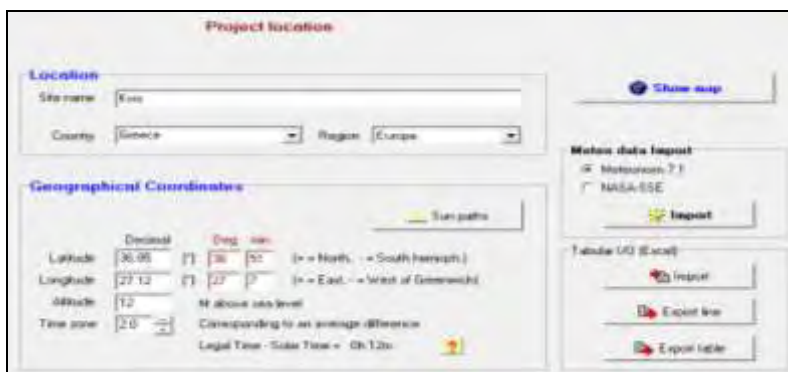 Project location
Location
Site name Kos
Country Greece Region Europe
Geographical Coordinates
Sun paths
Decimal Deg. min.
Latitude 36.85 [°] 36 51 (+ = North, - = South hemisph.)
Longitude 27.12 [°] 27 7 (+ = East, - = West of Greenwich)
Altitude 12 M above sea level
Time zone 2.0 Corresponding to an average difference
Legal Time - Solar Time = 0h 12m ?
Show map
Meteo data Import
Meteonorm 7.1
NASA-SSE
Import
Tabular I/O (Excel)
Import
Export line
Export table